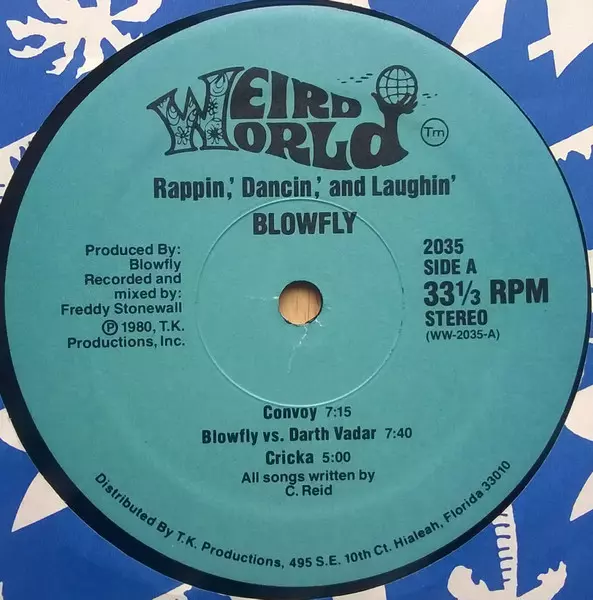 WEIRD
WORLD
Tm
Rappin,' Dancin,' and Laughin'
BLOWFLY
Produced By:
Blowfly
Recorded and
mixed by:
Freddy Stonewall
Ⓟ 1980, T.K.
Productions, Inc.
2035
SIDE A
33⅓ RPM
STEREO
(WW-2035-A)
Convoy 7:15
Blowfly vs. Darth Vadar 7:40
Cricka 5:00
All songs written by
C. Reid
Distributed By T.K. Productions, 495 S.E. 10th Ct. Hialeah, Florida 33010